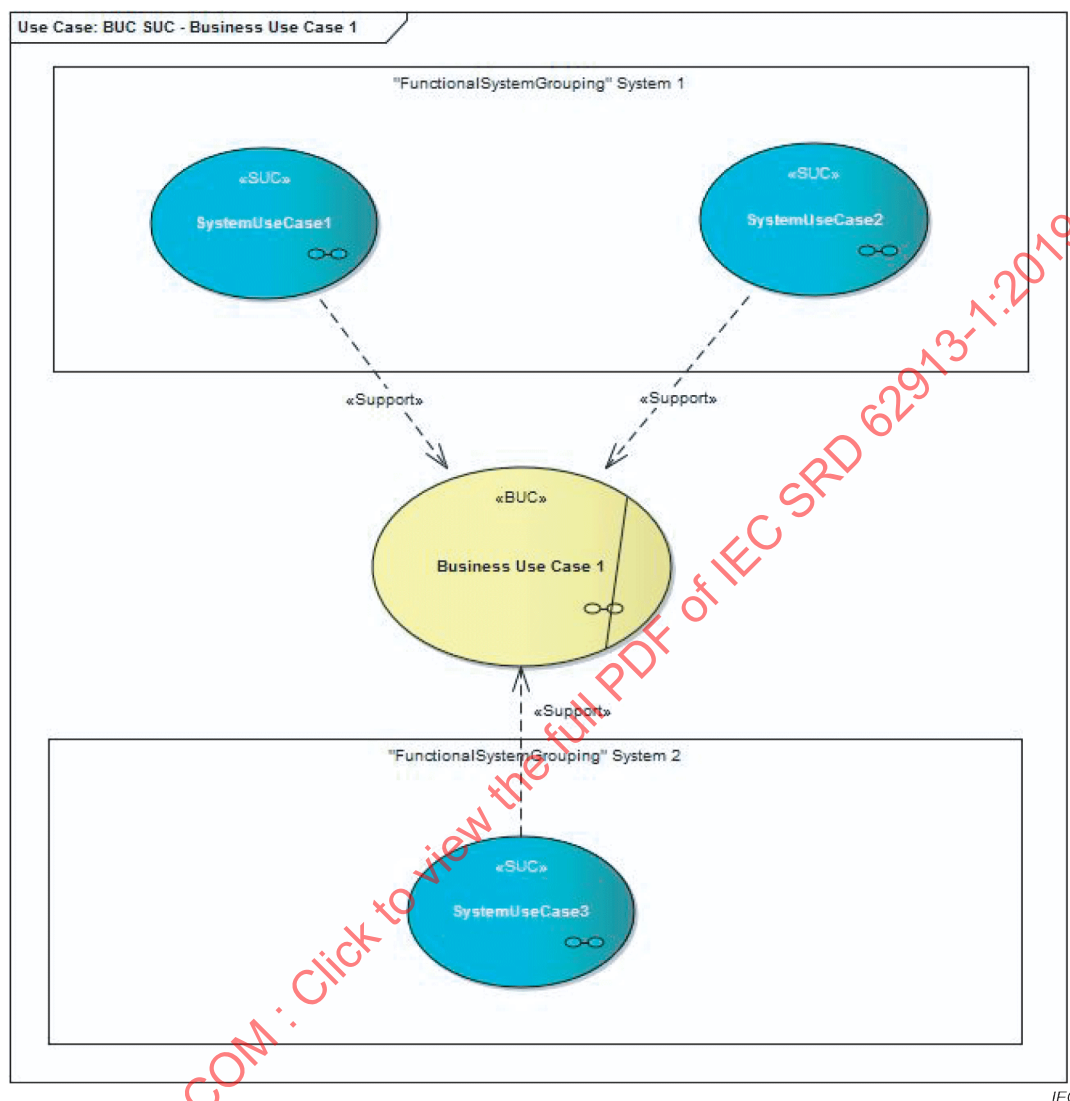 Use Case: BUC SUC - Business Use Case 1
"FunctionalSystemGrouping" System 1
«SUC»
SystemUseCase1
«SUC»
SystemUseCase2
«Support»
«Support»
«BUC»
Business Use Case 1
«Support»
"FunctionalSystemGrouping" System 2
«SUC»
SystemUseCase3
COM : Click to view the full PDF of IEC SRD 62913-1:2019
IEC